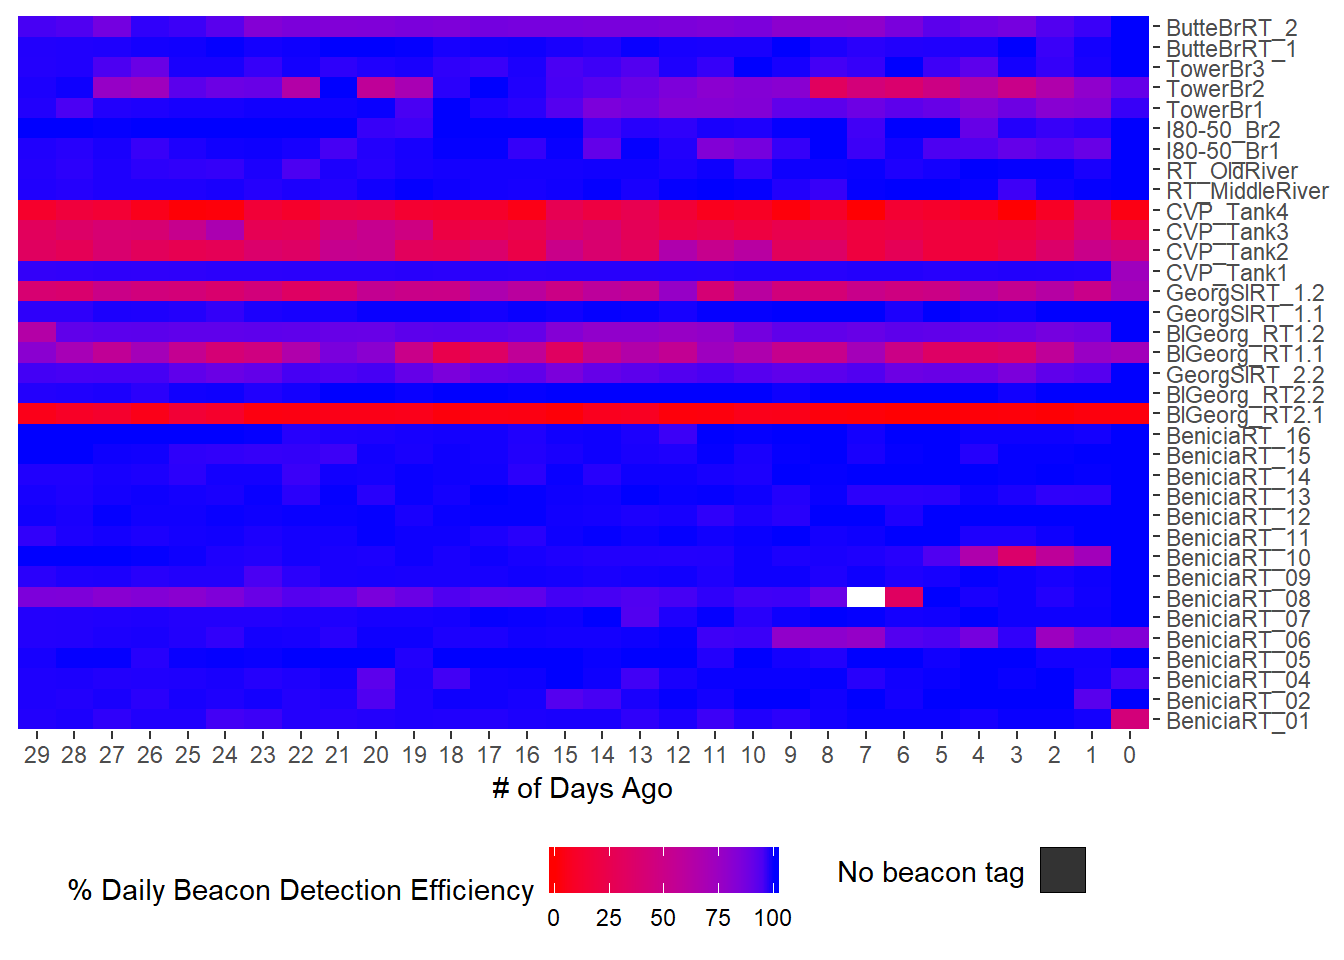 ButteBrRT_2
ButteBrRT_1
TowerBr3
TowerBr2
TowerBr1
I80-50_Br2
I80-50_Br1
RT_OldRiver
RT_MiddleRiver
CVP_Tank4
CVP_Tank3
CVP_Tank2
CVP_Tank1
GeorgSlRT_1.2
GeorgSlRT_1.1
BlGeorg_RT1.2
BlGeorg_RT1.1
GeorgSlRT_2.2
BlGeorg_RT2.2
BlGeorg_RT2.1
BeniciaRT_16
BeniciaRT_15
BeniciaRT_14
BeniciaRT_13
BeniciaRT_12
BeniciaRT_11
BeniciaRT_10
BeniciaRT_09
BeniciaRT_08
BeniciaRT_07
BeniciaRT_06
BeniciaRT_05
BeniciaRT_04
BeniciaRT_02
BeniciaRT_01
29 28 27 26 25 24 23 22 21 20 19 18 17 16 15 14 13 12 11 10 9 8 7 6 5 4 3 2 1 0
# of Days Ago
% Daily Beacon Detection Efficiency
0 25 50 75 100
No beacon tag